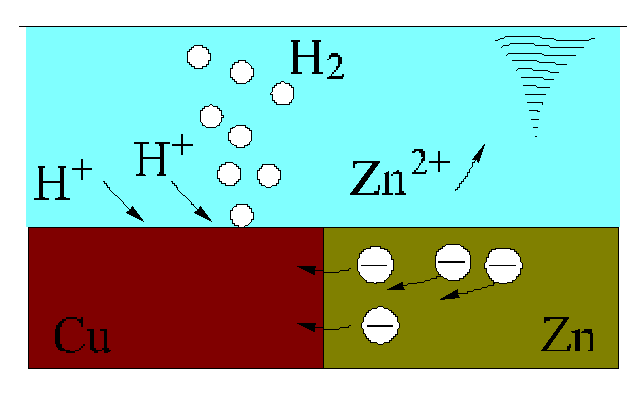 H₂
H⁺
H⁺
Zn²⁺
Cu
Zn